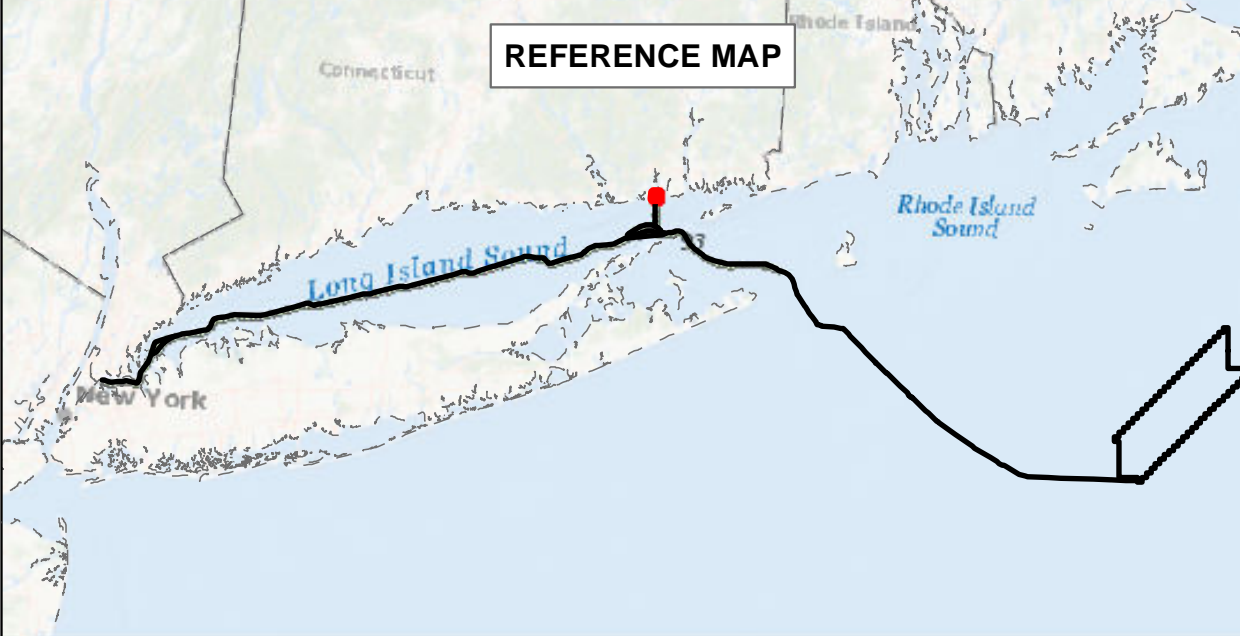 Rhode Island
REFERENCE MAP
Connecticut
Rhode Island
Sound
Long Island Sound
New York